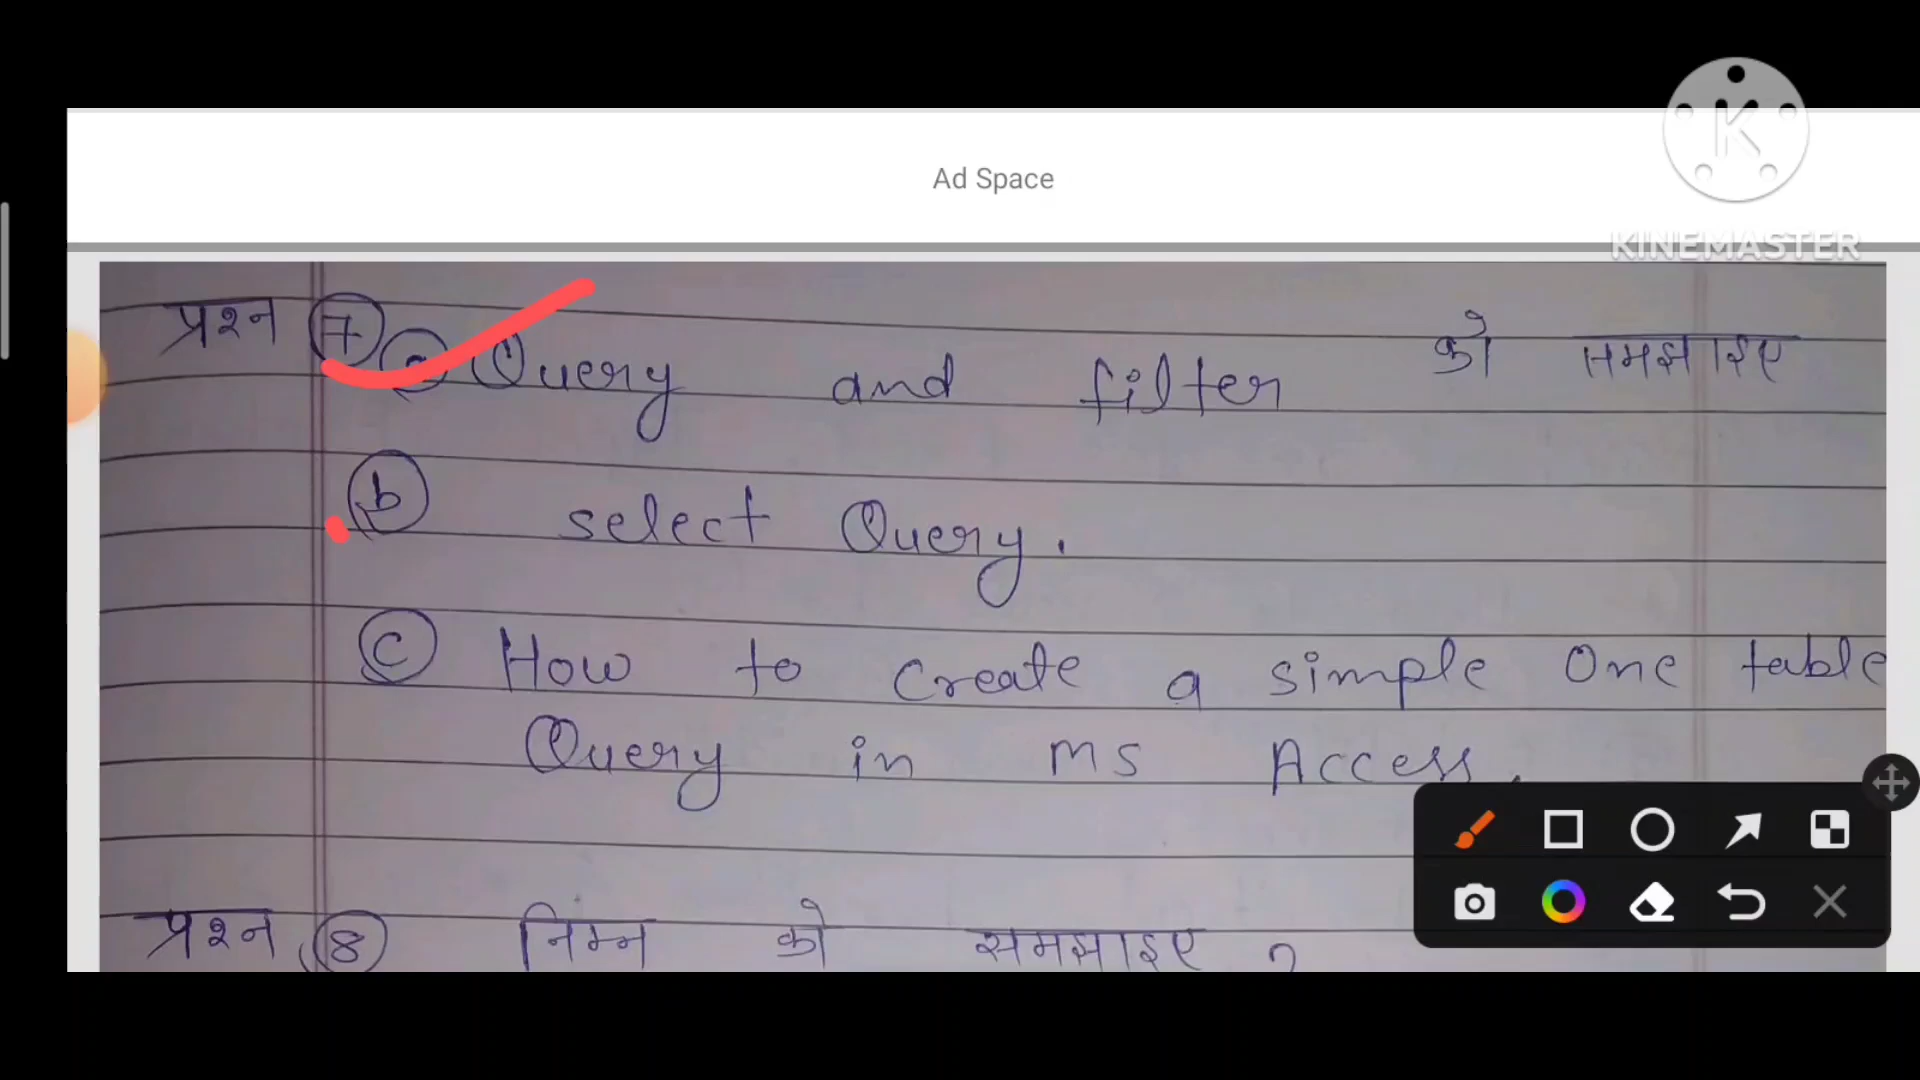 Ad Space
KINEMASTER
प्रश्न 7 a Query and filter को समझाइए
b select Query.
c How to create a simple One table
Query in MS Access.
प्रश्न 8 निम्न को समझाइए ?